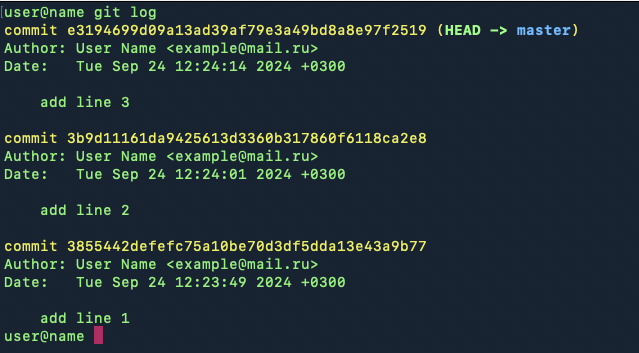 user@name git log
commit e3194699d09a13ad39af79e3a49bd8a8e97f2519 (HEAD -> master)
Author: User Name <example@mail.ru>
Date:   Tue Sep 24 12:24:14 2024 +0300
    add line 3
commit 3b9d11161da9425613d3360b317860f6118ca2e8
Author: User Name <example@mail.ru>
Date:   Tue Sep 24 12:24:01 2024 +0300
    add line 2
commit 3855442defefc75a10be70d3df5dda13e43a9b77
Author: User Name <example@mail.ru>
Date:   Tue Sep 24 12:23:49 2024 +0300
    add line 1
user@name